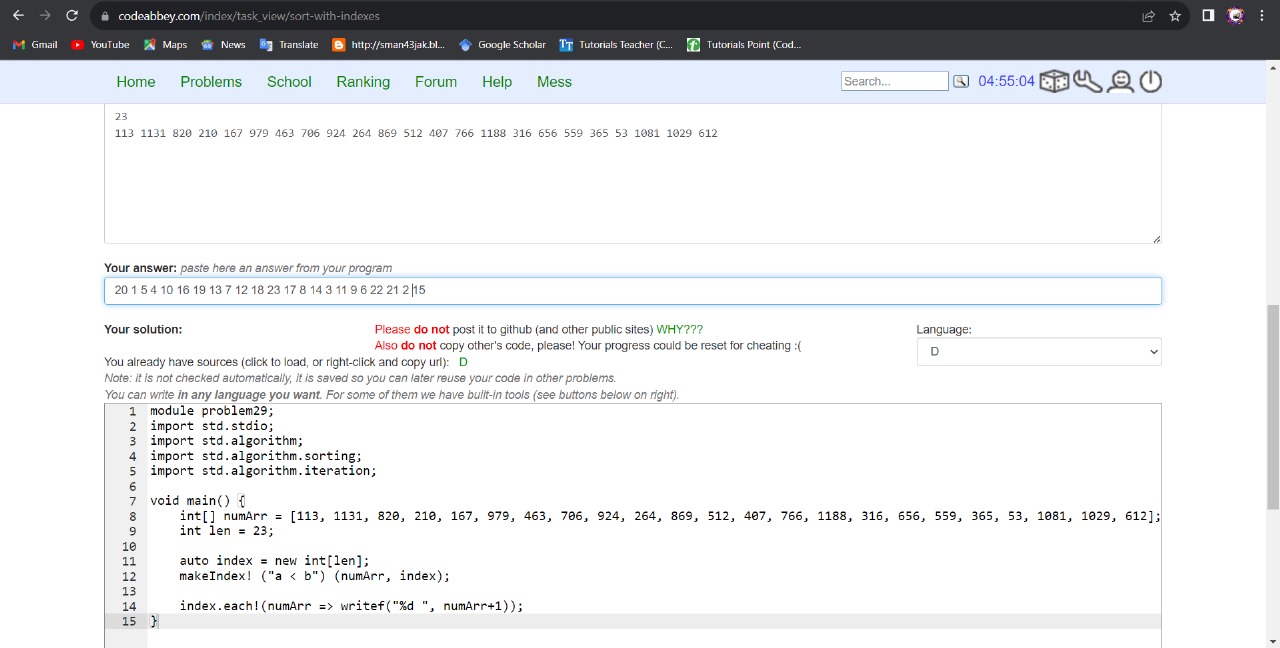 codeabbey.com/index/task_view/sort-with-indexes
Gmail YouTube Maps News Translate http://sman43jak.bl... Google Scholar TT Tutorials Teacher (C... Tutorials Point (Cod...
Home Problems School Ranking Forum Help Mess Search... 04:55:04
23
113 1131 820 210 167 979 463 706 924 264 869 512 407 766 1188 316 656 559 365 53 1081 1029 612
Your answer: paste here an answer from your program
20 1 5 4 10 16 19 13 7 12 18 23 17 8 14 3 11 9 6 22 21 2 15
Your solution: Please do not post it to github (and other public sites) WHY??? Language:
Also do not copy other's code, please! Your progress could be reset for cheating :( D
You already have sources (click to load, or right-click and copy url): D
Note: it is not checked automatically, it is saved so you can later reuse your code in other problems.
You can write in any language you want. For some of them we have built-in tools (see buttons below on right).
1 module problem29;
2 import std.stdio;
3 import std.algorithm;
4 import std.algorithm.sorting;
5 import std.algorithm.iteration;
6
7 void main() {
8 int[] numArr = [113, 1131, 820, 210, 167, 979, 463, 706, 924, 264, 869, 512, 407, 766, 1188, 316, 656, 559, 365, 53, 1081, 1029, 612];
9 int len = 23;
10
11 auto index = new int[len];
12 makeIndex! ("a < b") (numArr, index);
13
14 index.each!(numArr => writef("%d ", numArr+1));
15 }